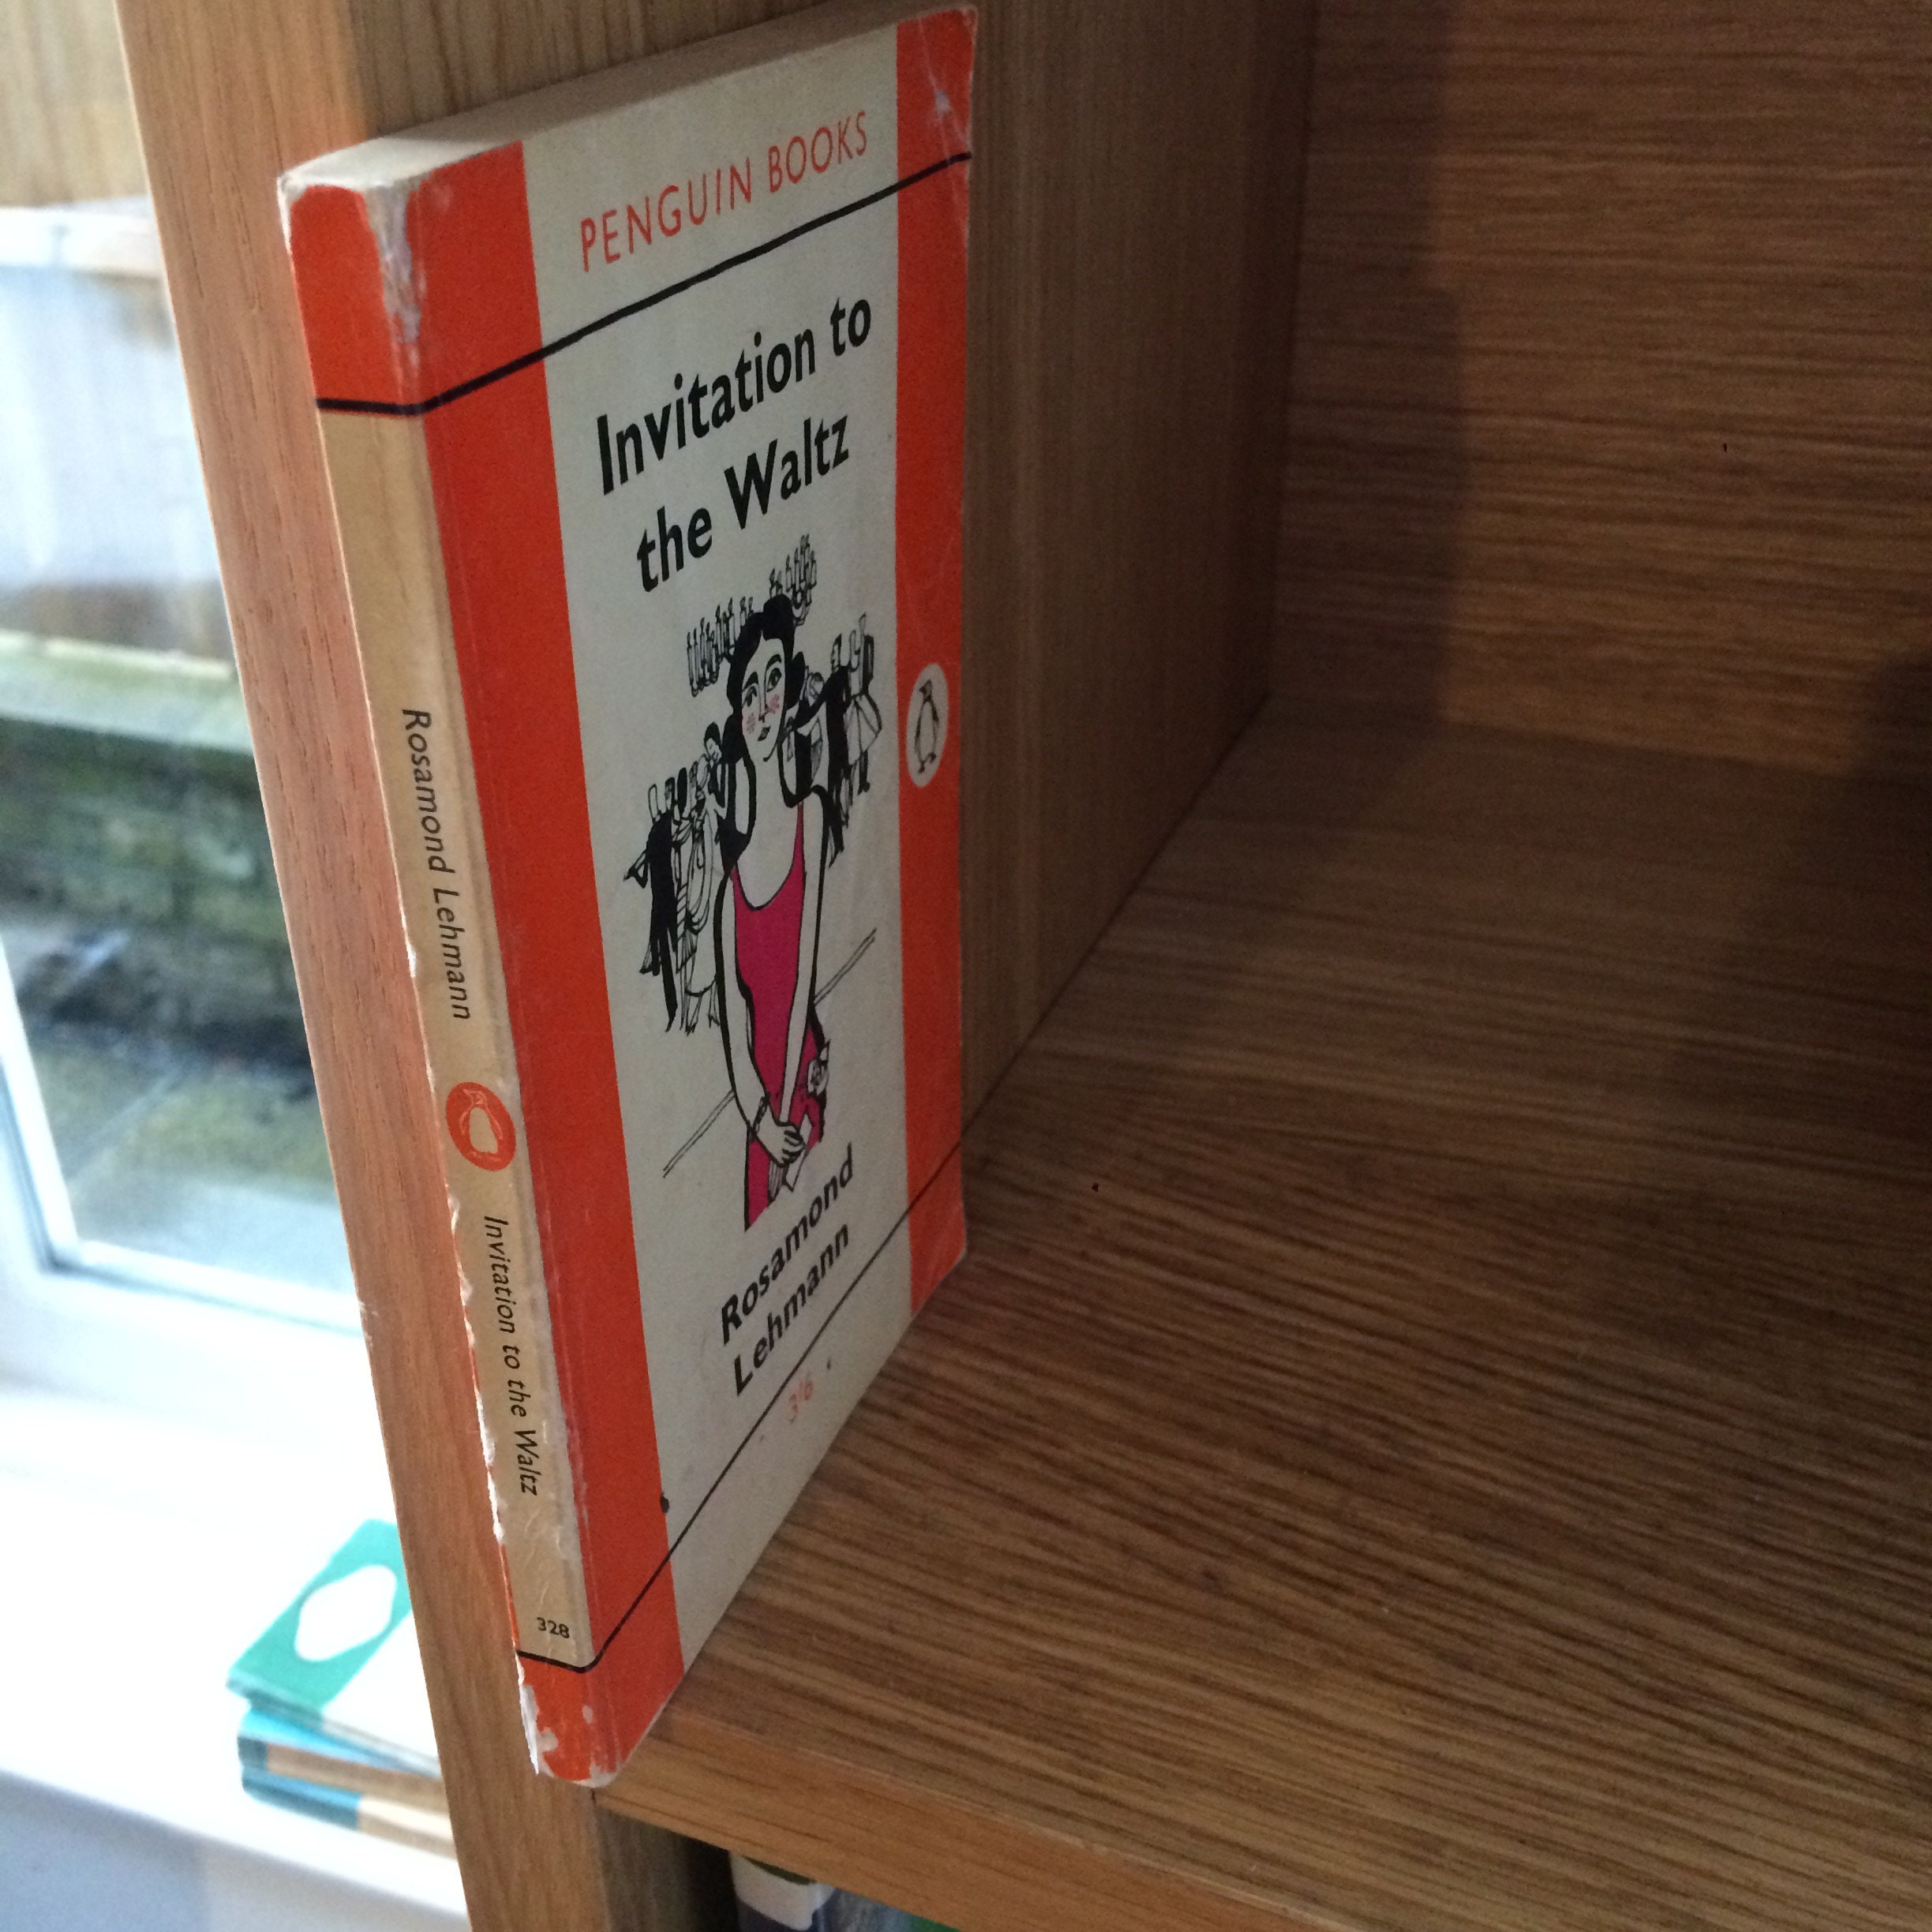 PENGUIN BOOKS
Invitation to
the Waltz
Rosamond
Lehmann
3'6
Rosamond Lehmann
Invitation to the Waltz
328